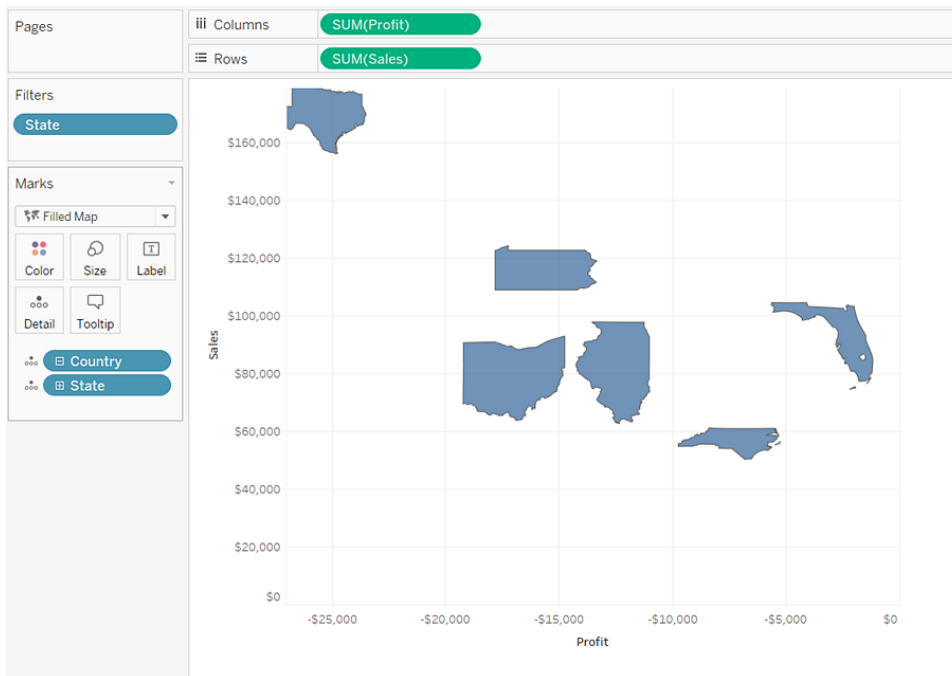 Pages
Columns
SUM(Profit)
Rows
SUM(Sales)
Filters
State
Marks
Filled Map
Color
Size
Label
Detail
Tooltip
Country
State
Sales
$160,000
$140,000
$120,000
$100,000
$80,000
$60,000
$40,000
$20,000
$0
-$25,000 -$20,000 -$15,000 -$10,000 -$5,000 $0
Profit